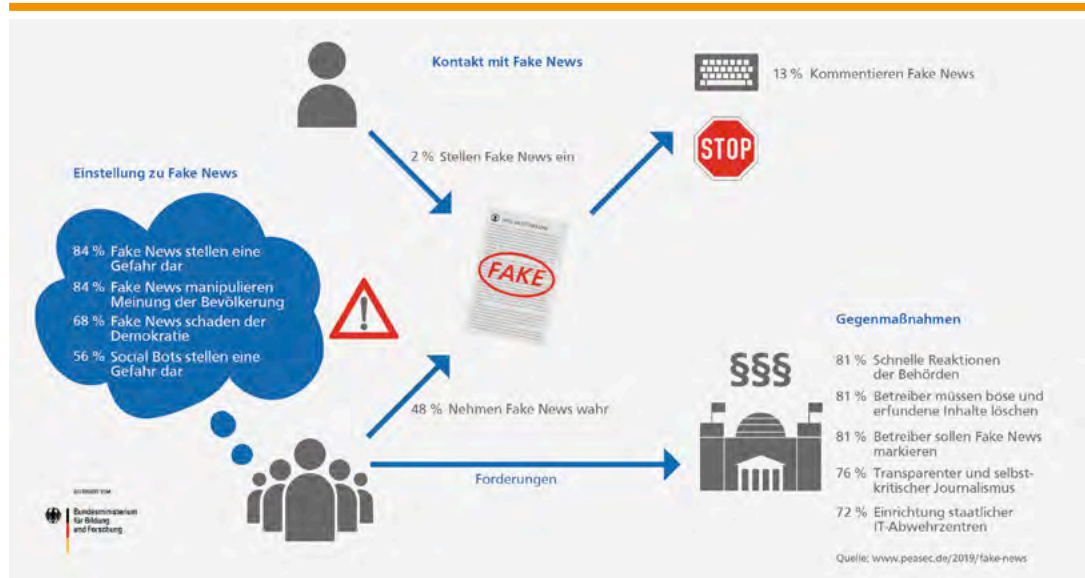 Kontakt mit Fake News
13 % Kommentieren Fake News
STOP
2 % Stellen Fake News ein
Einstellung zu Fake News
84 % Fake News stellen eine
Gefahr dar
84 % Fake News manipulieren
Meinung der Bevölkerung
68 % Fake News schaden der
Demokratie
56 % Social Bots stellen eine
Gefahr dar
FAKE
48 % Nehmen Fake News wahr
Forderungen
Gegenmaßnahmen
§§§
81 % Schnelle Reaktionen
der Behörden
81 % Betreiber müssen böse und
erfundene Inhalte löschen
81 % Betreiber sollen Fake News
markieren
76 % Transparenter und selbst-
kritischer Journalismus
72 % Einrichtung staatlicher
IT-Abwehrzentren
Quelle: www.peasec.de/2019/fake-news
GEFÖRDERT VOM
Bundesministerium
für Bildung
und Forschung